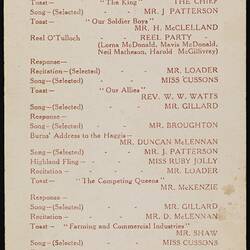 Toast— "The King" THE CHIEF
Song—(Selected) MR. J PATTERSON
Toast— "Our Soldier Boys"
MR. H. McCLELLAND
Reel O'Tulloch REEL PARTY -
(Lorna McDonald, Mavis McDonald,
Neil Matheson, Harold McGillivrey)
Response—
Recitation—(Selected) MR. LOADER
Song—(Selected) MISS CUSSONS
Toast— "Our Allies"
REV. W. W. WATTS
Song—(Selected) MR. GILLARD
Response—
Song—(Selected) MR. BROUGHTON
Burns' Address to the Haggis—
MR. DUNCAN McLENNAN
Song—(Selected) MR. J. PATTERSON
Highland Fling - MISS RUBY JOLLY
Recitation - MR. LOADER
Toast— "The Competing Queens"
MR. McKENZIE
Response—
Song—(Selected) MR. GILLARD
Recitation - MR. D. McLENNAN
Toast— "Farming and Commercial Industries"
MR. SHAW
Song—(Selected) MISS CUSSONS